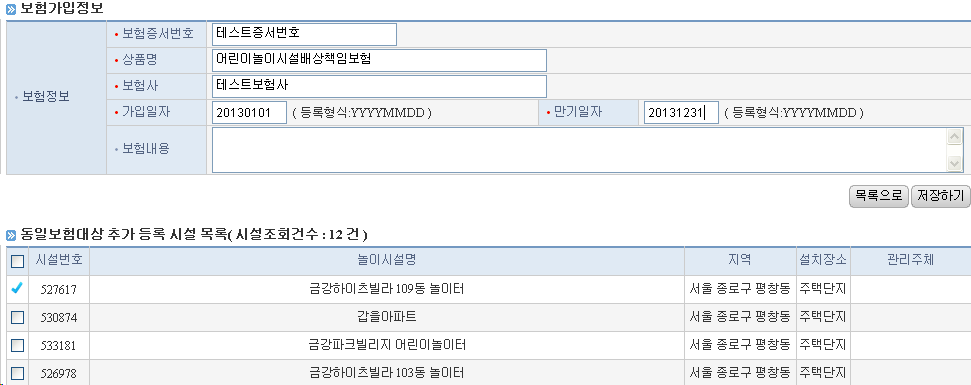 보험가입정보
보험정보
보험증서번호 테스트증서번호
상품명 어린이놀이시설배상책임보험
보험사 테스트보험사
가입일자 20130101 ( 등록형식:YYYYMMDD ) 만기일자 20131231 ( 등록형식:YYYYMMDD )
보험내용
목록으로 저장하기
동일보험대상 추가 등록 시설 목록( 시설조회건수 : 12 건 )
시설번호 놀이시설명 지역 설치장소 관리주체
527617 금강하이츠빌라 109동 놀이터 서울 종로구 평창동 주택단지
530874 갑을아파트 서울 종로구 평창동 주택단지
533181 금강파크빌리지 어린이놀이터 서울 종로구 평창동 주택단지
526978 금강하이츠빌라 103동 놀이터 서울 종로구 평창동 주택단지